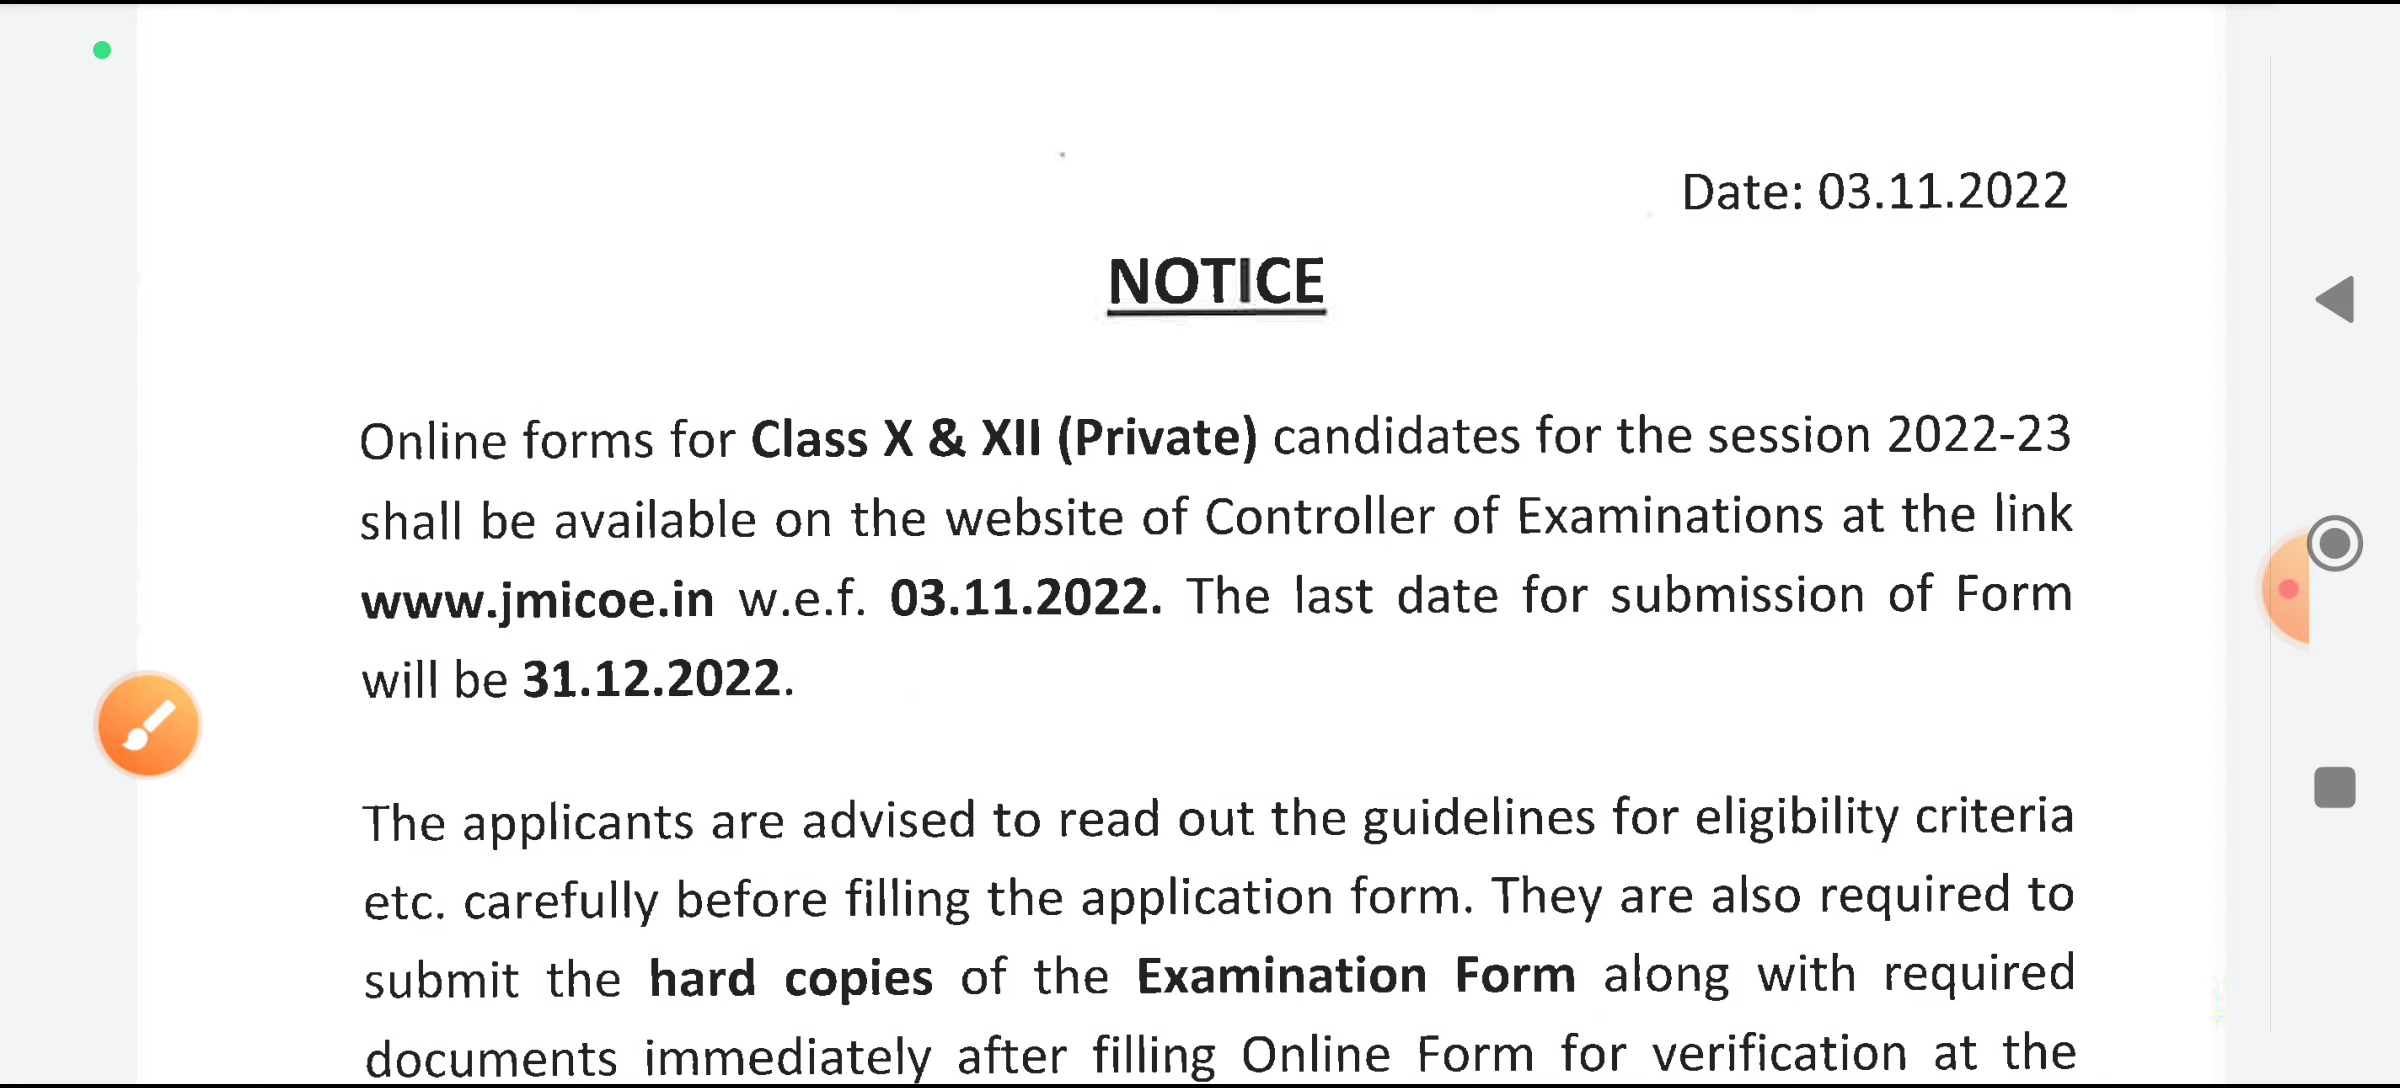 Date: 03.11.2022
NOTICE
Online forms for Class X & XII (Private) candidates for the session 2022-23
shall be available on the website of Controller of Examinations at the link
www.jmicoe.in w.e.f. 03.11.2022. The last date for submission of Form
will be 31.12.2022.
The applicants are advised to read out the guidelines for eligibility criteria
etc. carefully before filling the application form. They are also required to
submit the hard copies of the Examination Form along with required
documents immediately after filling Online Form for verification at the